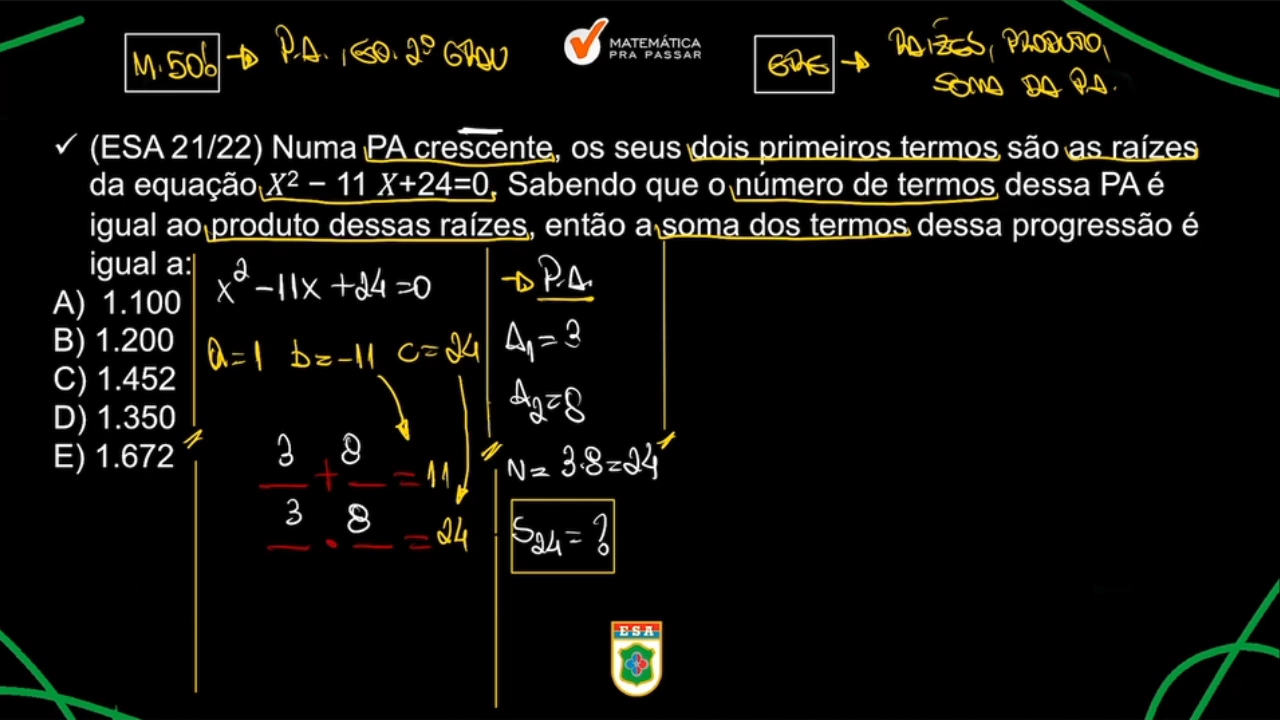 M.50% → P.A., EQ. 2º GRAU
MATEMÁTICA
PRA PASSAR
→ RAÍZES, PRODUTO,
SOMA DA P.A.
✓ (ESA 21/22) Numa PA crescente, os seus dois primeiros termos são as raízes
da equação X² − 11 X+24=0. Sabendo que o número de termos dessa PA é
igual ao produto dessas raízes, então a soma dos termos dessa progressão é
igual a:
A) 1.100
B) 1.200
C) 1.452
D) 1.350
E) 1.672
x² -11x +24=0
a=1 b=-11 c=24
3 + 8 = 11
3 . 8 = 24
→ P.A.
A₁=3
A₂=8
N= 3.8=24
S₂₄= ?
ESA